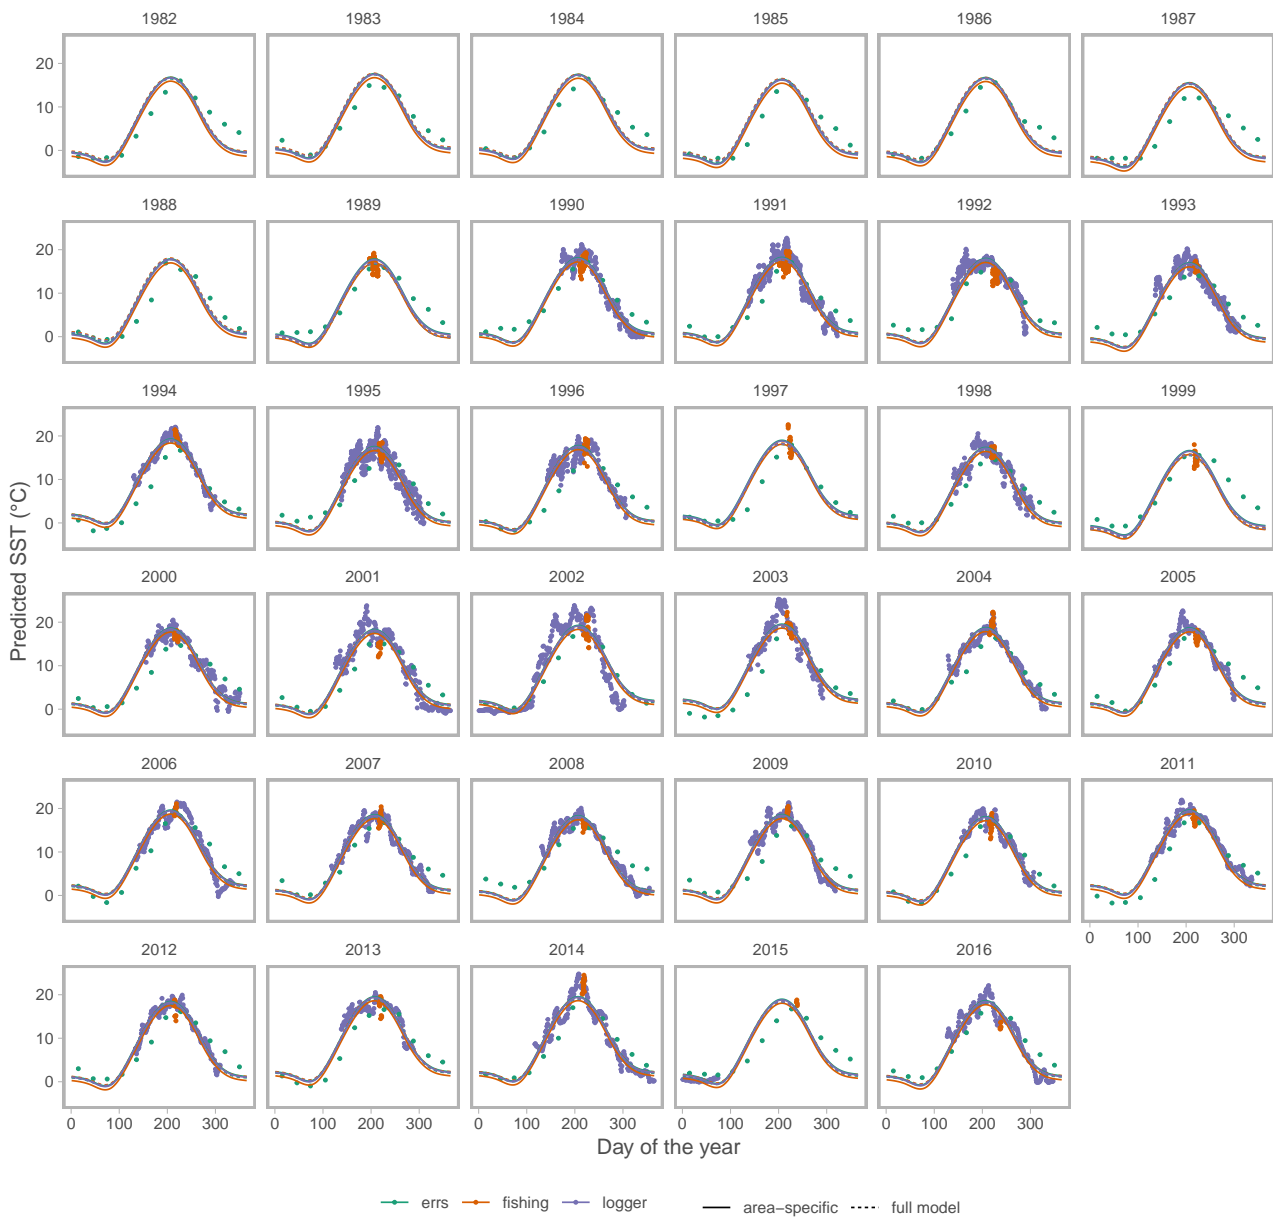 1982 1983 1984 1985 1986 1987
20
10
0
1988 1989 1990 1991 1992 1993
20
10
0
1994 1995 1996 1997 1998 1999
20
10
0
2000 2001 2002 2003 2004 2005
20
10
0
2006 2007 2008 2009 2010 2011
20
10
0
0 100 200 300
2012 2013 2014 2015 2016
20
10
0
0 100 200 300 0 100 200 300 0 100 200 300 0 100 200 300 0 100 200 300
Predicted SST (°C)
Day of the year
errs fishing logger area−specific full model